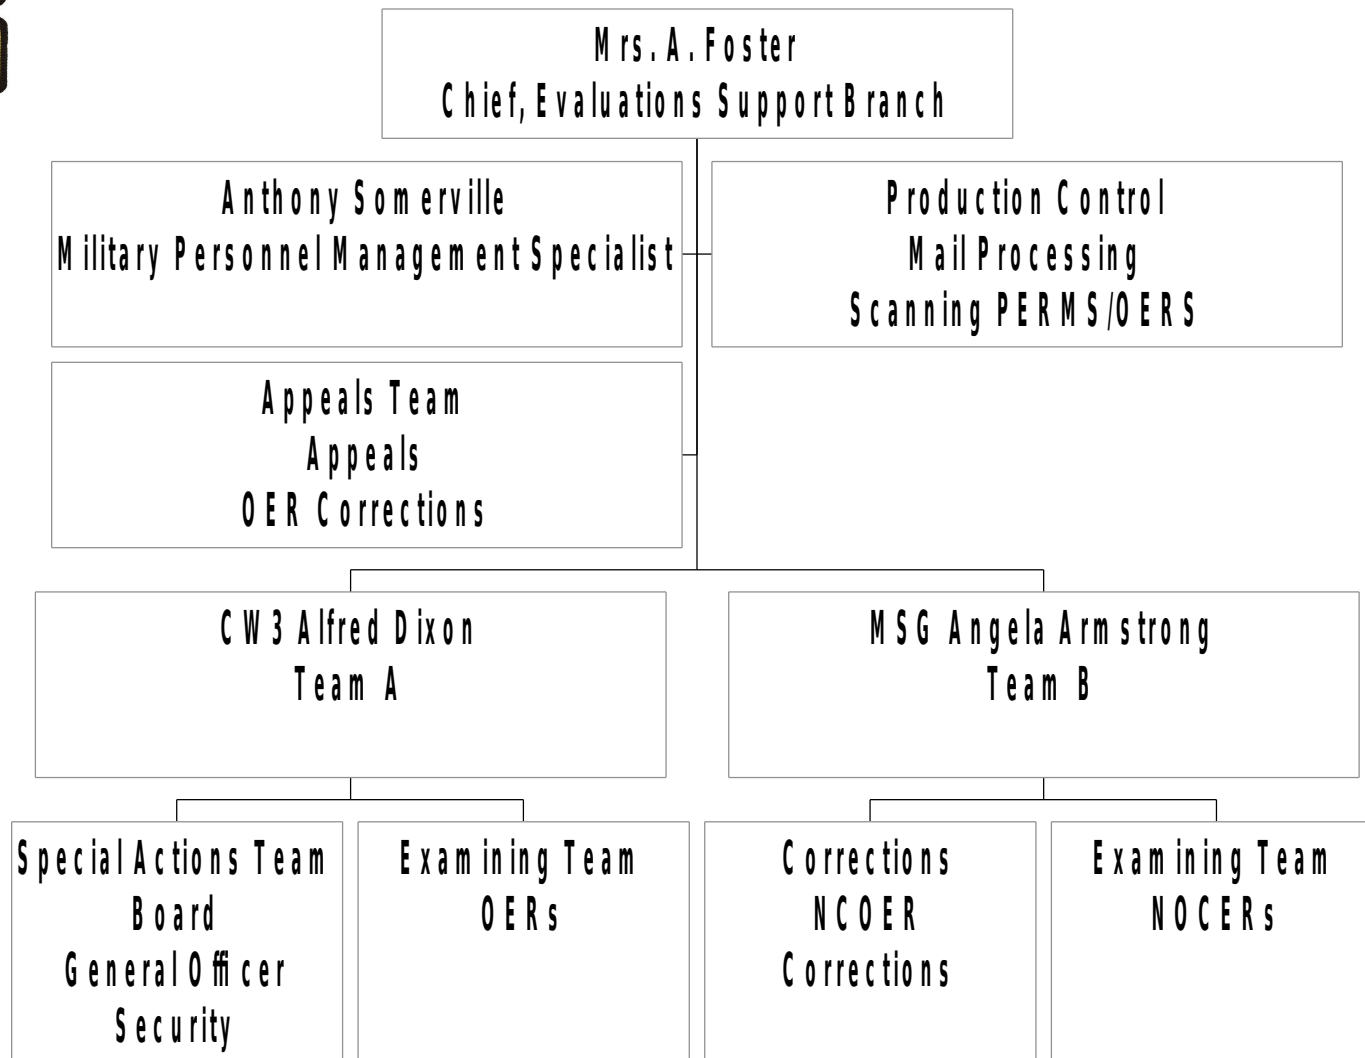 Mrs. A. Foster
Chief, Evaluations Support Branch
Anthony Somerville
Military Personnel Management Specialist
Production Control
Mail Processing
Scanning PERMS/OERS
Appeals Team
Appeals
OER Corrections
CW3 Alfred Dixon
Team A
MSG Angela Armstrong
Team B
Special Actions Team
Board
General Officer
Security
Examining Team
OERs
Corrections
NCOER
Corrections
Examining Team
NOCERs